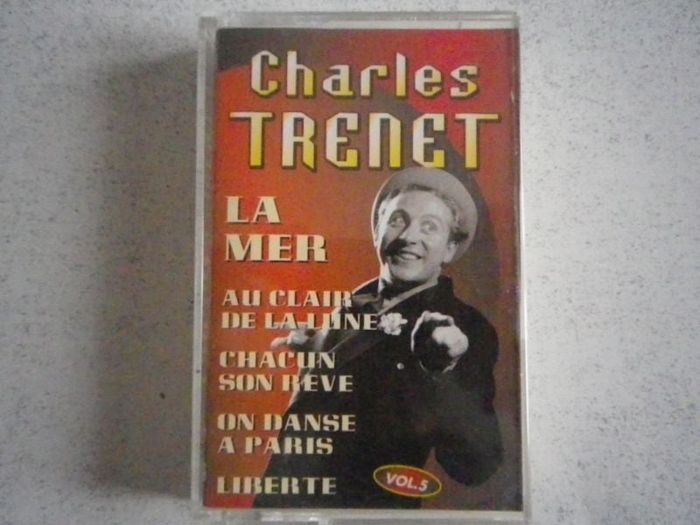 Charles
TRENET
LA
MER
AU CLAIR
DE LA LUNE
CHACUN
SON REVE
ON DANSE
A PARIS
LIBERTE
VOL.5